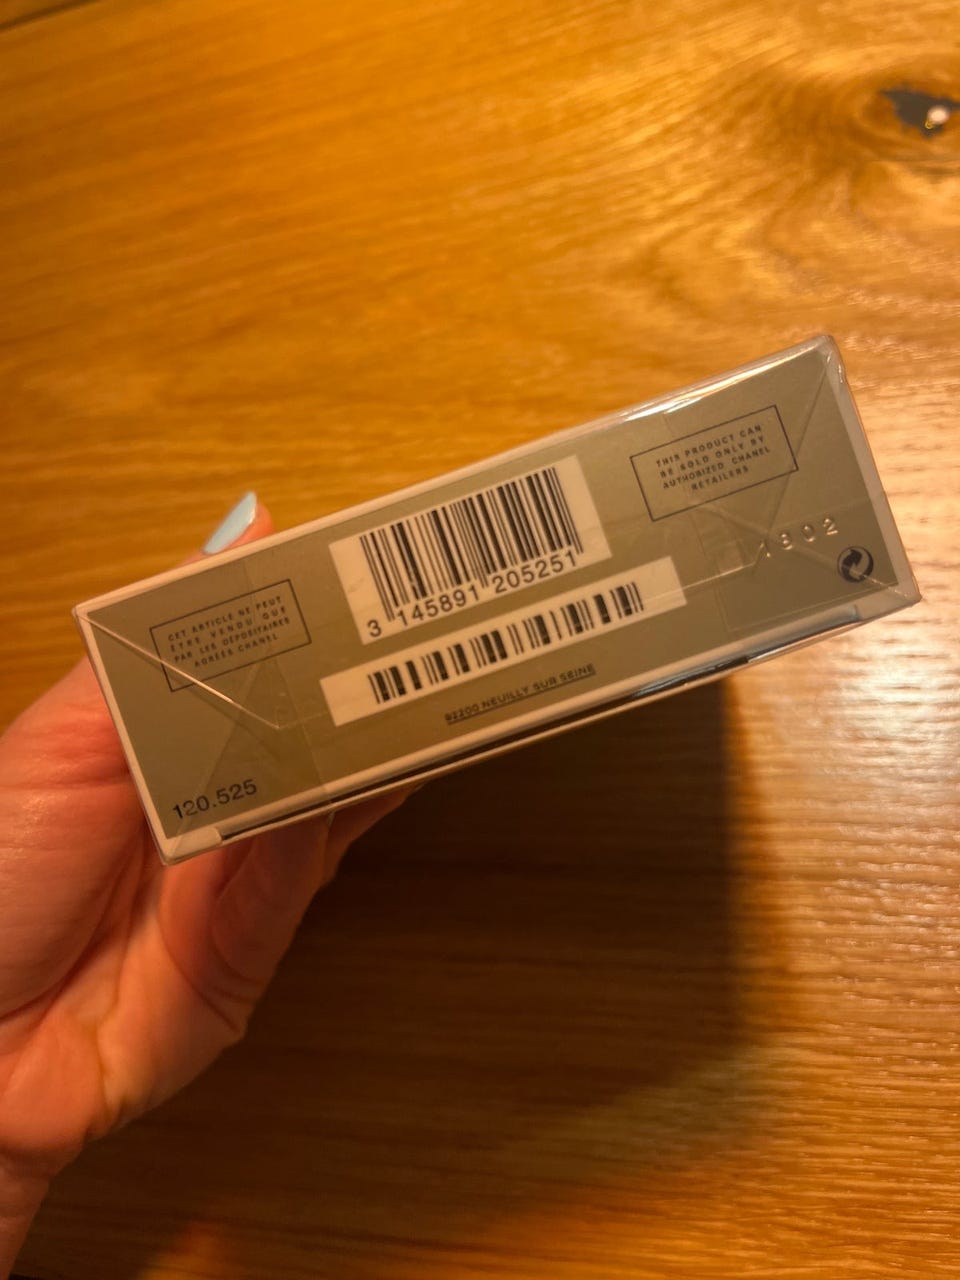 CET ARTICLE NE PEUT
ÊTRE VENDU QUE
PAR LES DÉPOSITAIRES
AGRÉÉS CHANEL
3 145891 205251
THIS PRODUCT CAN
BE SOLD ONLY BY
AUTHORIZED CHANEL
RETAILERS
92200 NEUILLY SUR SEINE
120.525